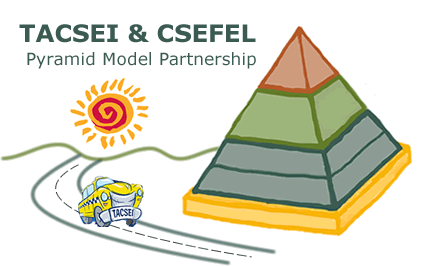 TACSEI & CSEFEL
Pyramid Model Partnership
TACSEI